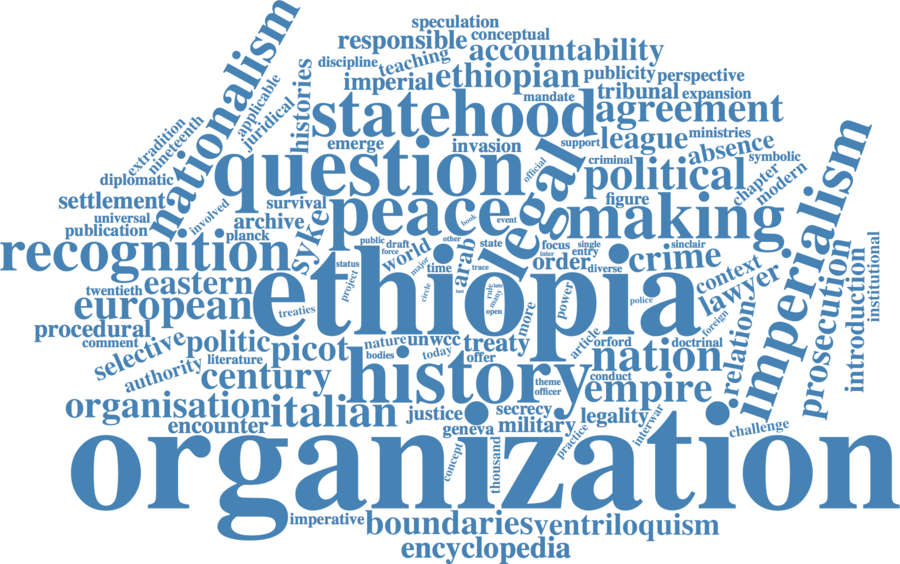 speculation
responsible
conceptual
nationalism
discipline
teaching
accountability
imperial
ethiopian
publicity
perspective
applicable
juridical
histories
statehood
mandate
tribunal
expansion
agreement
extradition
nineteenth
emerge
invasion
support
league
ministries
absence
symbolic
question
official
legal
criminal
political
chapter
modern
imperialism
diplomatic
settlement
survival
peace
book
event
figure
making
universal
publication
involved
archive
planck
syke
recognition
public
draft
force
world
other
state
arab
focus
inter
single
entry
sinclair
order
diverse
crime
context
lawyer
status
project
major
time
trace
last
circle
ethiopia
rule
late
many
open
power
police
foreign
prosecution
introduction
institutional
twentieth
eastern
european
treaties
more
procedural
comment
selective
politic
picot
nature
unwcc
treaty
article
orford
doctrinal
nation
relation
literature
bodies
today
offer
authority
century
history
theme
officer
conduct
empire
organisation
italian
justice
secrecy
legality
interwar
encounter
geneva
military
practice
challenge
organization
concept
thousand
imperative
boundaries
ventriloquism
encyclopedia